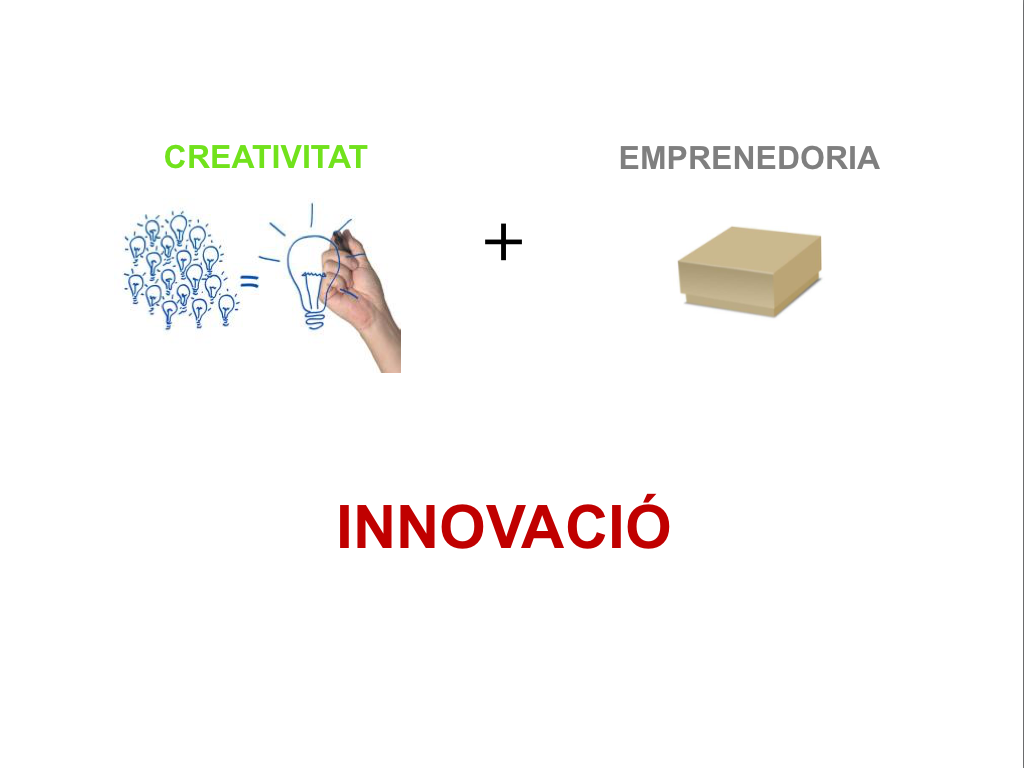 CREATIVITAT
EMPRENEDORIA
=
+
INNOVACIÓ